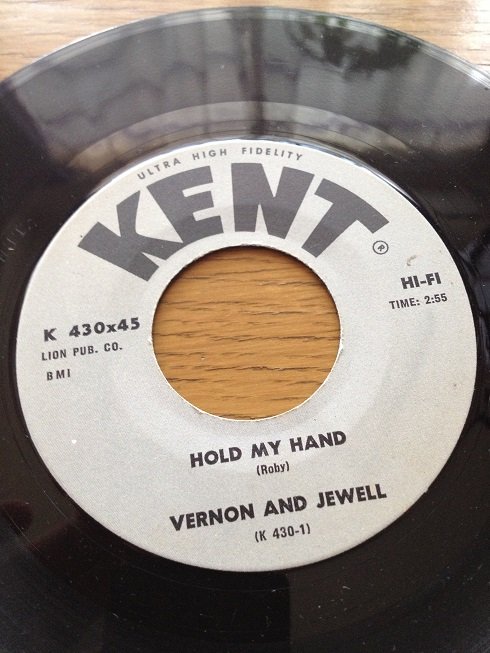 ULTRA HIGH FIDELITY
KENT
®
K 430x45
LION PUB. CO.
BMI
HI-FI
TIME: 2:55
HOLD MY HAND
(Roby)
VERNON AND JEWELL
(K 430-1)